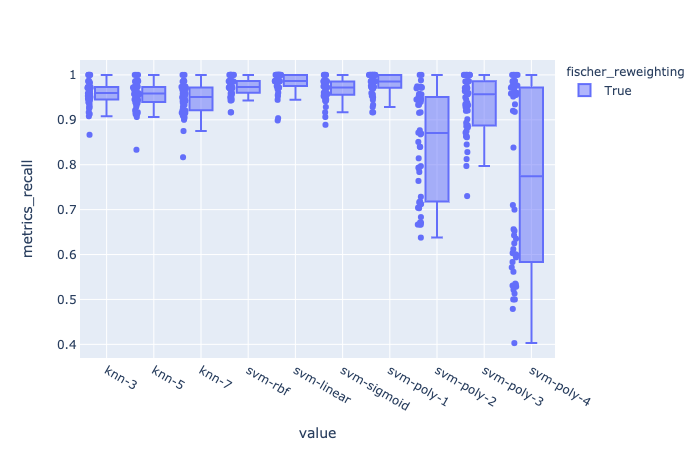 fischer_reweighting
True
metrics_recall
1
0.9
0.8
0.7
0.6
0.5
0.4
knn-3
knn-5
knn-7
svm-rbf
svm-linear
svm-sigmoid
svm-poly-1
svm-poly-2
svm-poly-3
svm-poly-4
value